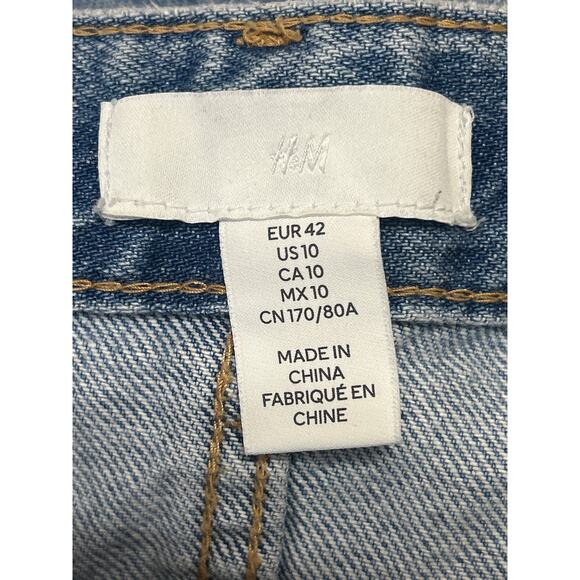 H&M
EUR 42
US 10
CA 10
MX 10
CN 170/80A
MADE IN
CHINA
FABRIQUÉ EN
CHINE